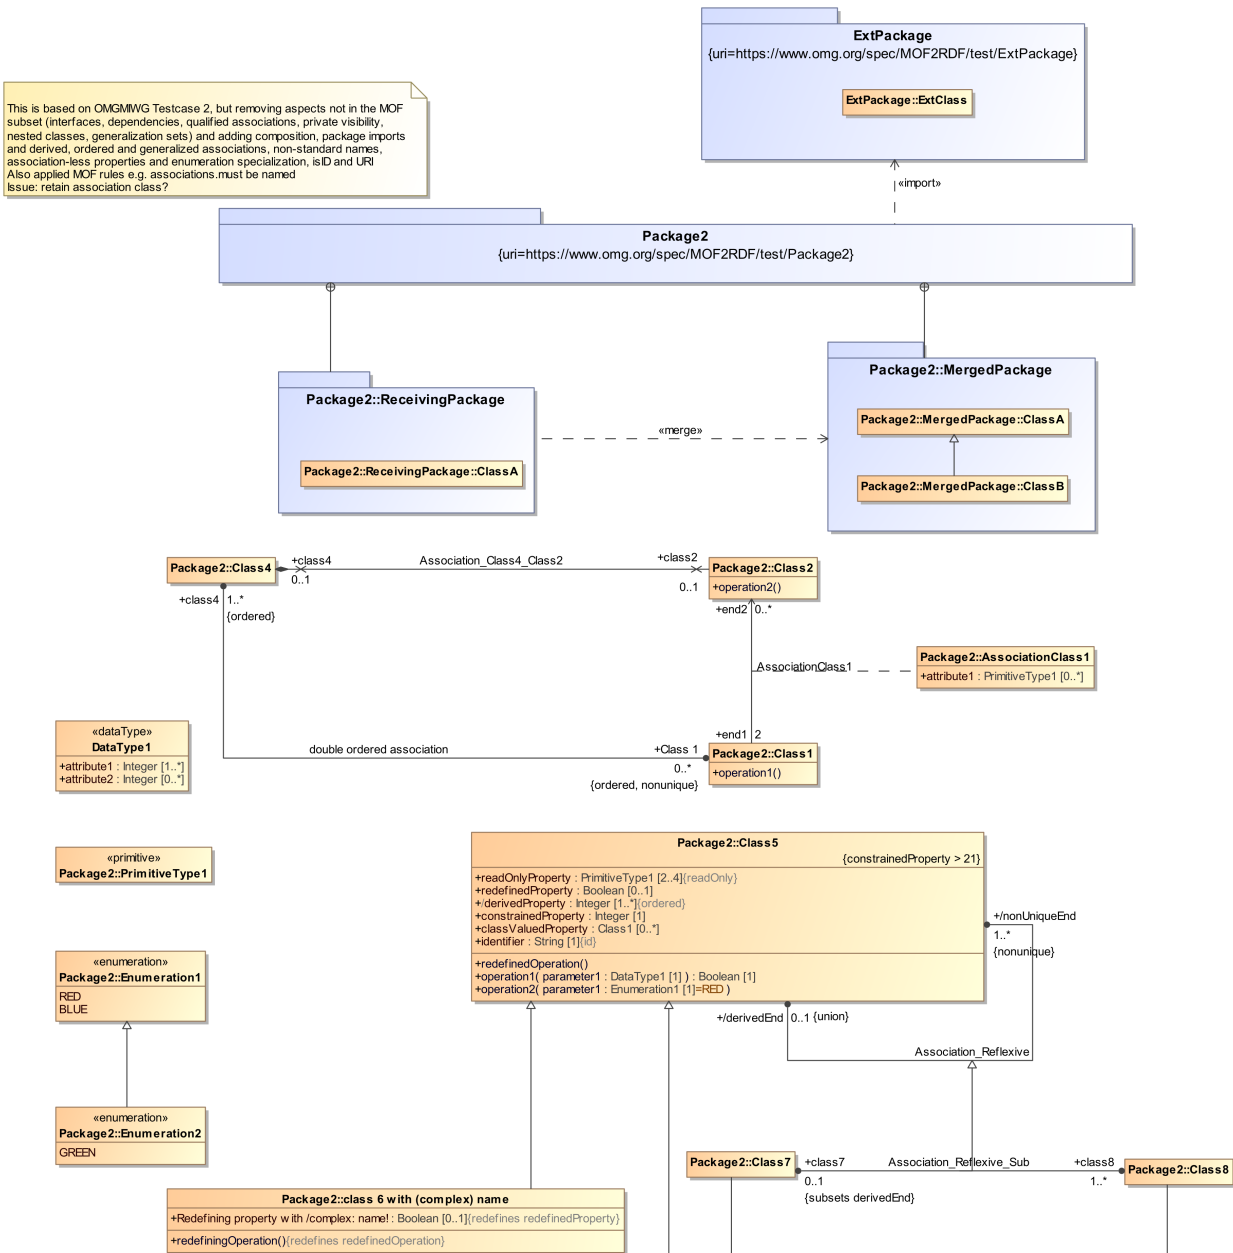 ExtPackage
{uri=https://www.omg.org/spec/MOF2RDF/test/ExtPackage}
ExtPackage::ExtClass
This is based on OMGMIWG Testcase 2, but removing aspects not in the MOF
subset (interfaces, dependencies, qualified associations, private visibility,
nested classes, generalization sets) and adding composition, package imports
and derived, ordered and generalized associations, non-standard names,
association-less properties and enumeration specialization, isID and URI
Also applied MOF rules e.g. associations.must be named
Issue: retain association class?
«import»
Package2
{uri=https://www.omg.org/spec/MOF2RDF/test/Package2}
Package2::ReceivingPackage
Package2::ReceivingPackage::ClassA
«merge»
Package2::MergedPackage
Package2::MergedPackage::ClassA
Package2::MergedPackage::ClassB
Package2::Class4
+class4
0..1
Association_Class4_Class2
+class2
0..1
Package2::Class2
+operation2()
+class4
1..*
{ordered}
+end2
0..*
AssociationClass1
Package2::AssociationClass1
+attribute1 : PrimitiveType1 [0..*]
+end1
2
double ordered association
+Class 1
0..*
{ordered, nonunique}
Package2::Class1
+operation1()
«dataType»
DataType1
+attribute1 : Integer [1..*]
+attribute2 : Integer [0..*]
«primitive»
Package2::PrimitiveType1
Package2::Class5
{constrainedProperty > 21}
+readOnlyProperty : PrimitiveType1 [2..4]{readOnly}
+redefinedProperty : Boolean [0..1]
+/derivedProperty : Integer [1..*]{ordered}
+constrainedProperty : Integer [1]
+classValuedProperty : Class1 [0..*]
+identifier : String [1]{id}
+redefinedOperation()
+operation1( parameter1 : DataType1 [1] ) : Boolean [1]
+operation2( parameter1 : Enumeration1 [1]=RED )
+/nonUniqueEnd
1..*
{nonunique}
+/derivedEnd
0..1 {union}
Association_Reflexive
«enumeration»
Package2::Enumeration1
RED
BLUE
«enumeration»
Package2::Enumeration2
GREEN
Package2::Class7
+class7
0..1
{subsets derivedEnd}
Association_Reflexive_Sub
+class8
1..*
Package2::Class8
Package2::class 6 with (complex) name
+Redefining property with /complex: name! : Boolean [0..1]{redefines redefinedProperty}
+redefiningOperation(){redefines redefinedOperation}